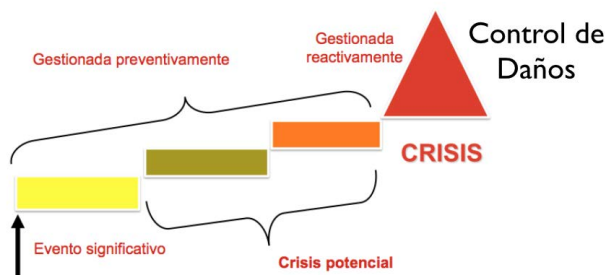 Gestionada preventivamente
Gestionada
reactivamente
Control de
Daños
CRISIS
Evento significativo
Crisis potencial